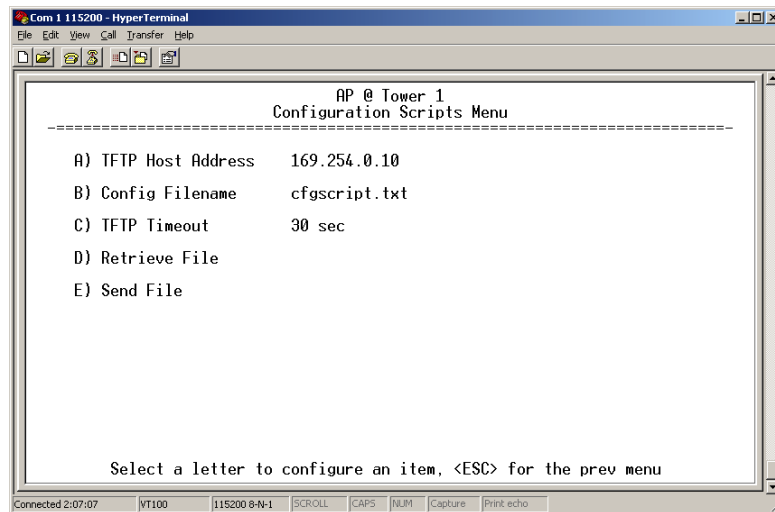 Com 1 115200 - HyperTerminal
File Edit View Call Transfer Help
AP @ Tower 1
Configuration Scripts Menu
-==========================================================================-
A) TFTP Host Address 169.254.0.10
B) Config Filename cfgscript.txt
C) TFTP Timeout 30 sec
D) Retrieve File
E) Send File
Select a letter to configure an item, <ESC> for the prev menu
Connected 2:07:07 VT100 115200 8-N-1 SCROLL CAPS NUM Capture Print echo